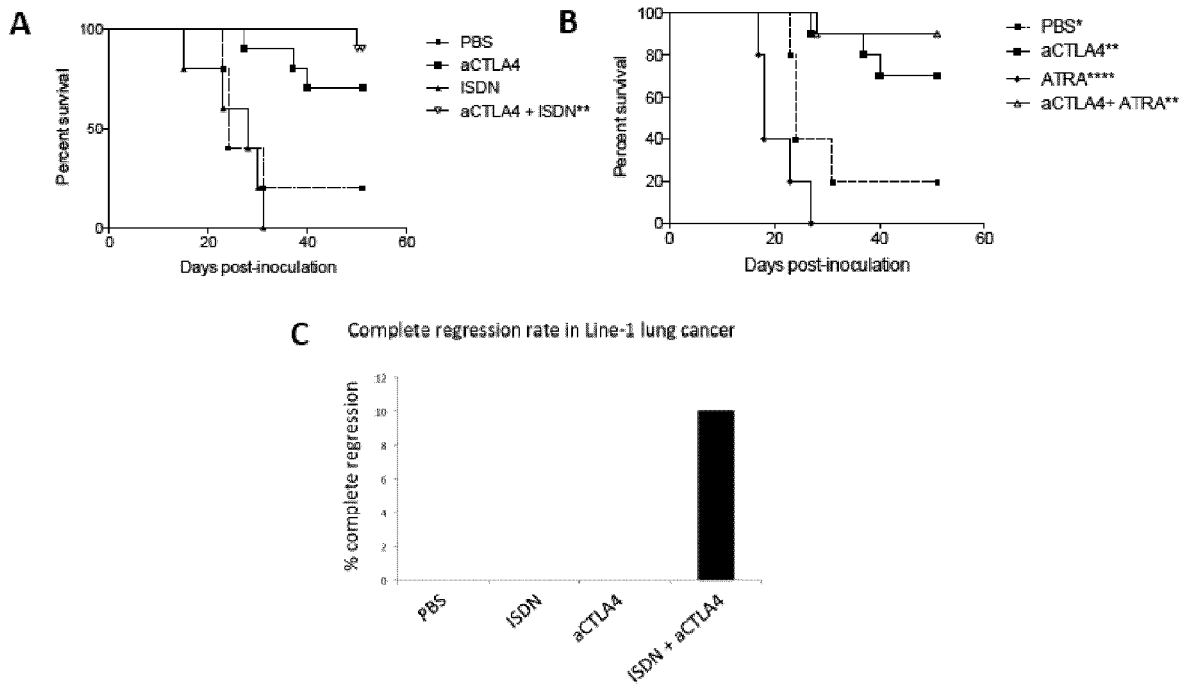 A
Percent survival
100
50
0
0 20 40 60
Days post-inoculation
PBS
aCTLA4
ISDN
aCTLA4 + ISDN**
B
Percent survival
100
80
60
40
20
0
0 20 40 60
Days post-inoculation
PBS*
aCTLA4**
ATRA****
aCTLA4+ ATRA**
C Complete regression rate in Line-1 lung cancer
% complete regression
12
10
8
6
4
2
0
PBS
ISDN
aCTLA4
ISDN + aCTLA4